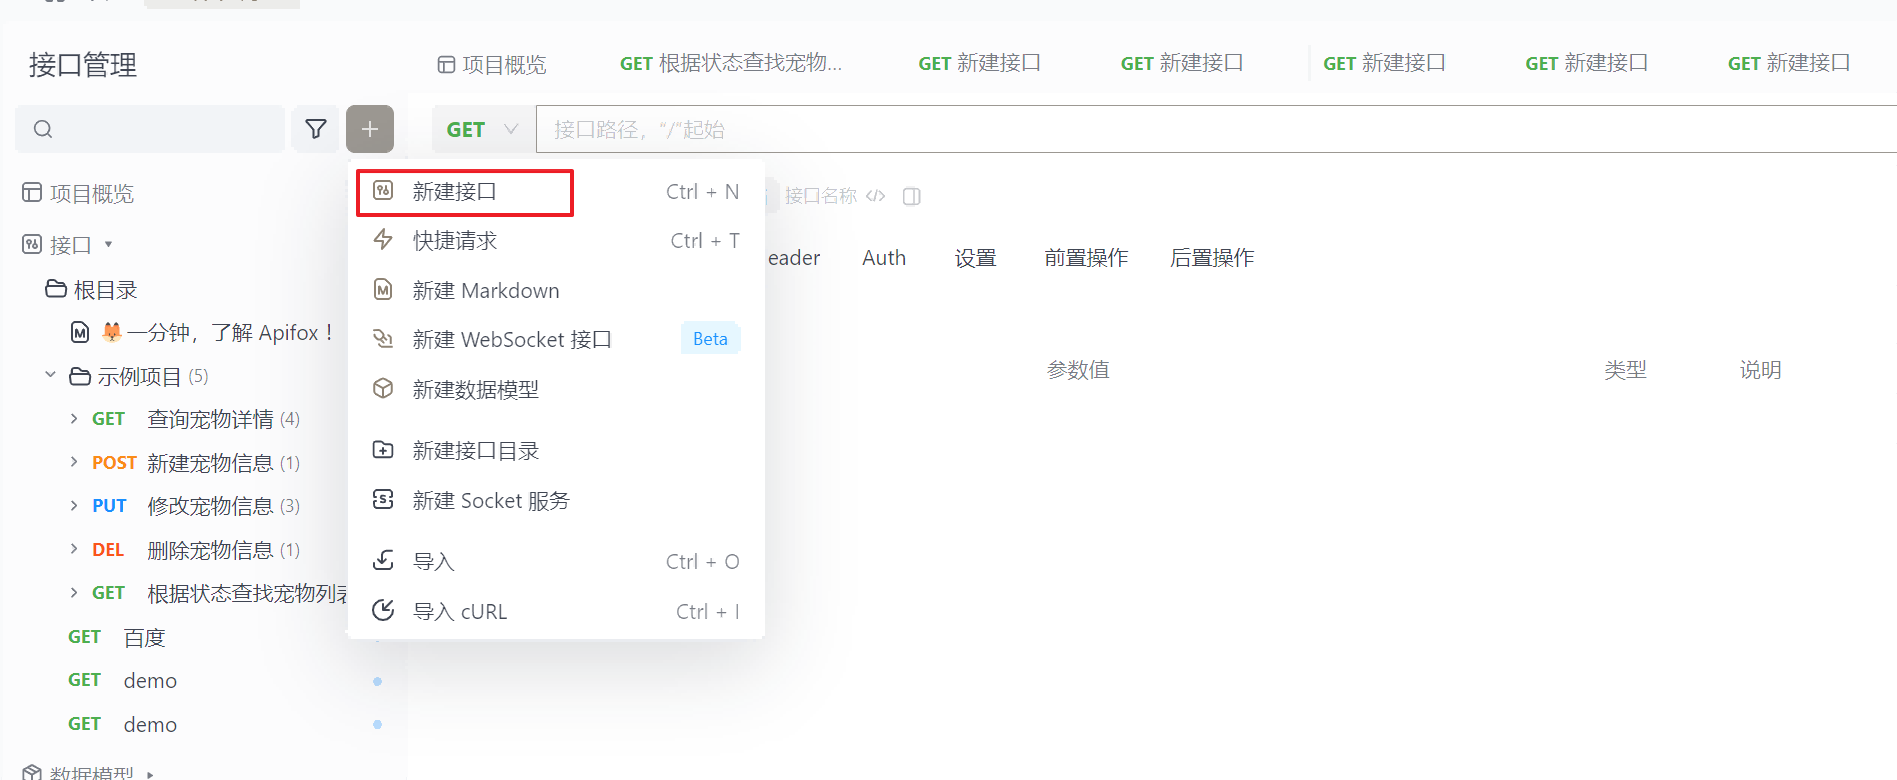 接口管理
项目概览
GET 根据状态查找宠物...
GET 新建接口
GET 新建接口
GET 新建接口
GET 新建接口
GET 新建接口
GET
接口路径，“/”起始
项目概览
接口
根目录
一分钟，了解 Apifox！
示例项目 (5)
GET 查询宠物详情 (4)
POST 新建宠物信息 (1)
PUT 修改宠物信息 (3)
DEL 删除宠物信息 (1)
GET 根据状态查找宠物列表
GET 百度
GET demo
GET demo
数据模型
新建接口 Ctrl + N
快捷请求 Ctrl + T
新建 Markdown
新建 WebSocket 接口 Beta
新建数据模型
新建接口目录
新建 Socket 服务
导入 Ctrl + O
导入 cURL Ctrl + I
接口名称
eader Auth 设置 前置操作 后置操作
参数值 类型 说明